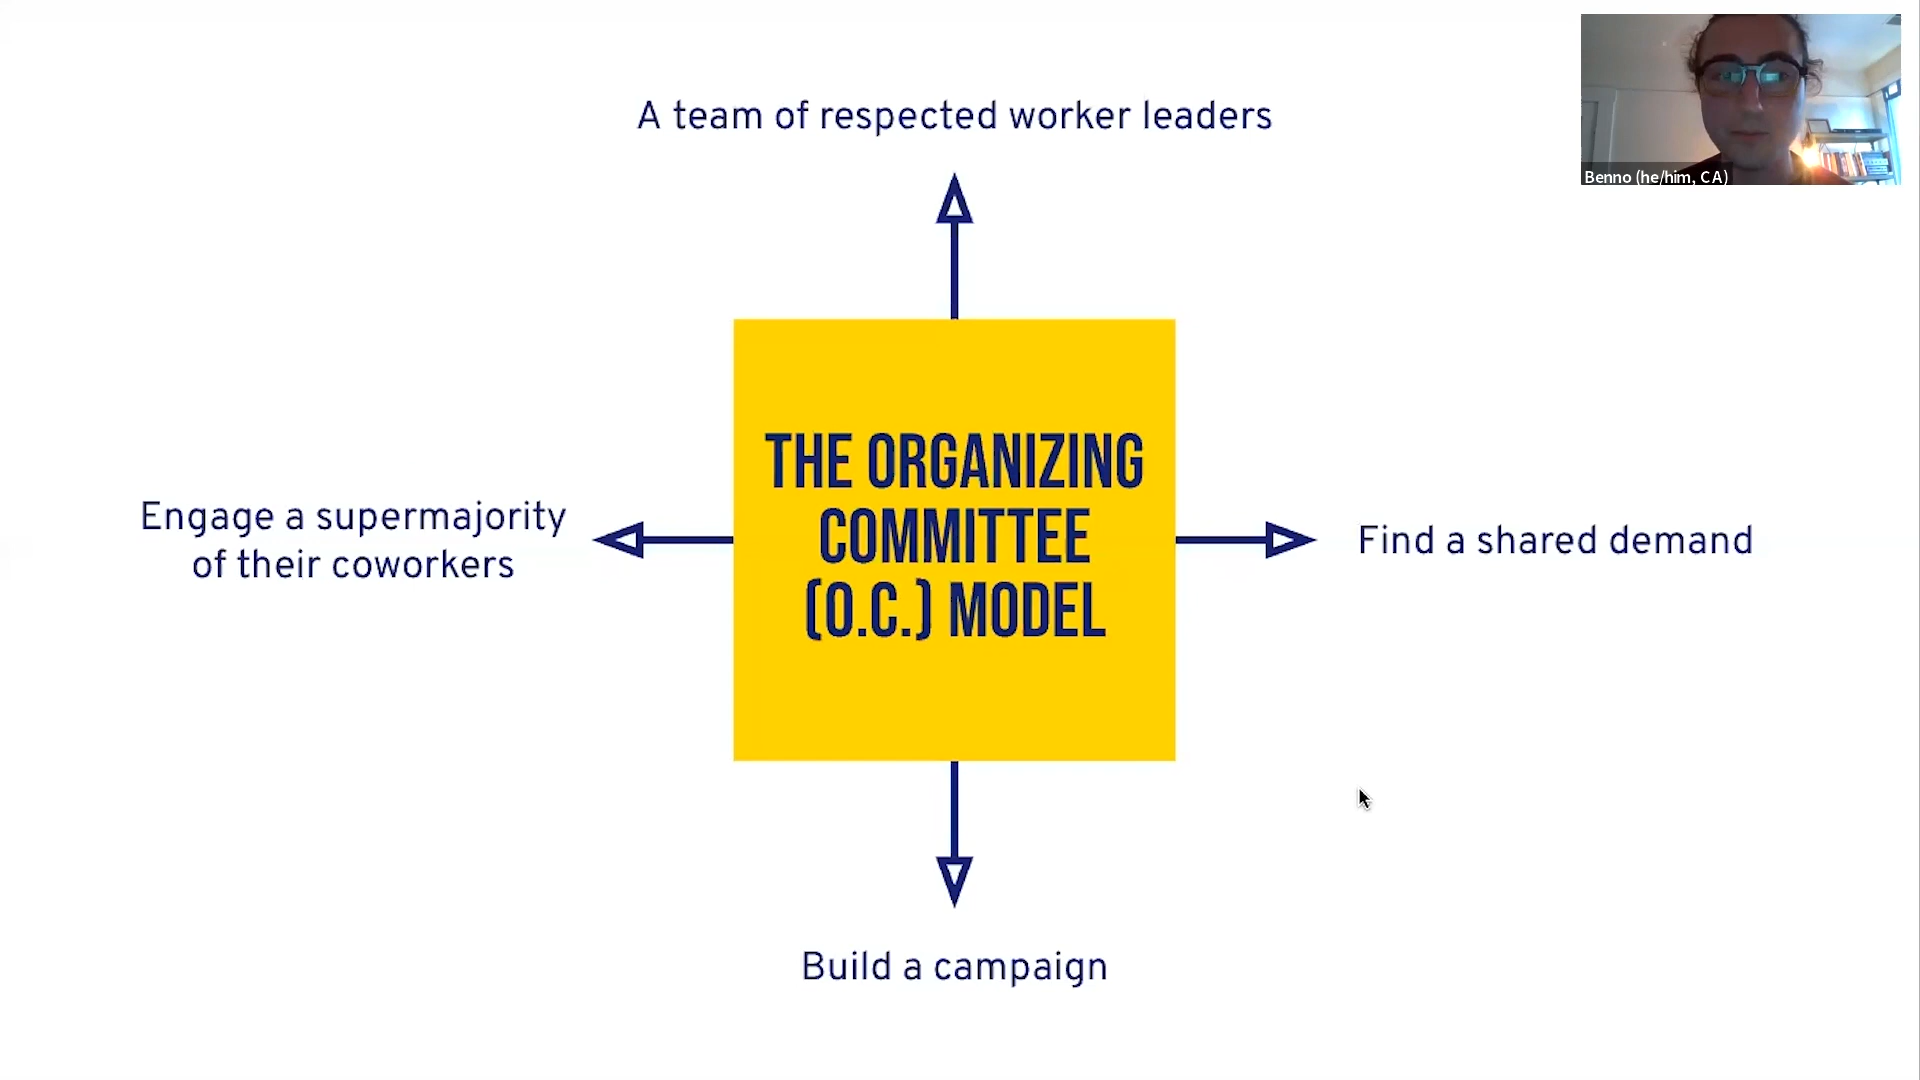 A team of respected worker leaders
Benno (he/him, CA)
THE ORGANIZING
COMMITTEE
(O.C.) MODEL
Engage a supermajority
of their coworkers
Find a shared demand
Build a campaign